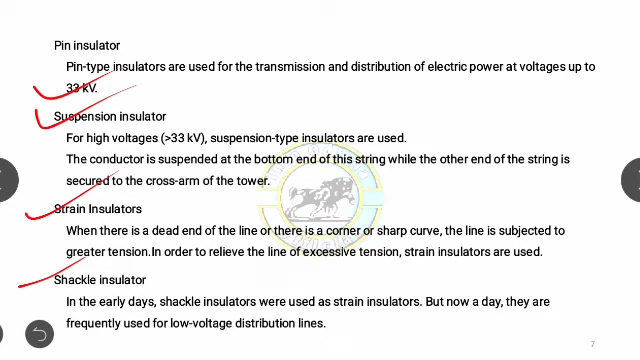 Pin insulator
Pin-type insulators are used for the transmission and distribution of electric power at voltages up to
33 kV.
Suspension insulator
For high voltages (>33 kV), suspension-type insulators are used.
The conductor is suspended at the bottom end of this string while the other end of the string is
secured to the cross-arm of the tower.
Strain Insulators
When there is a dead end of the line or there is a corner or sharp curve, the line is subjected to
greater tension.In order to relieve the line of excessive tension, strain insulators are used.
Shackle insulator
In the early days, shackle insulators were used as strain insulators. But now a day, they are
frequently used for low-voltage distribution lines.
7